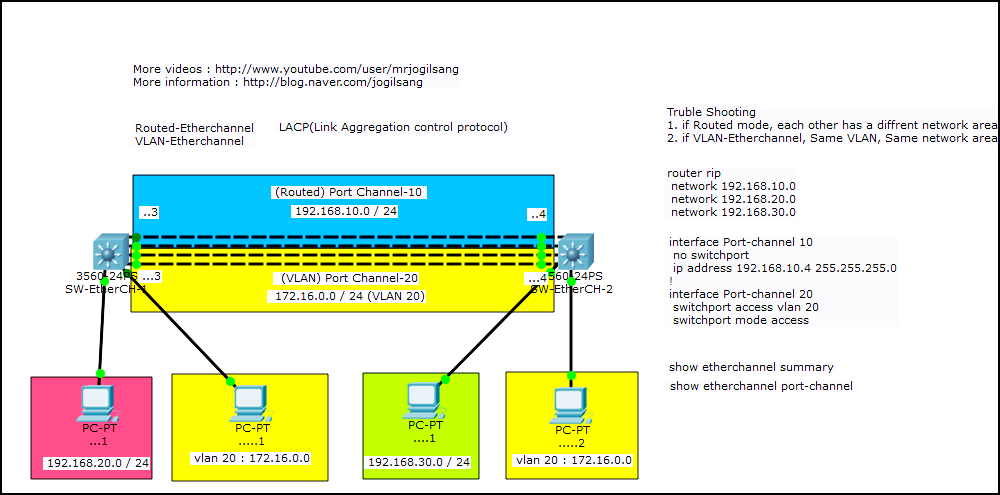 More videos : http://www.youtube.com/user/mrjogilsang
More information : http://blog.naver.com/jogilsang
Routed-Etherchannel
VLAN-Etherchannel
LACP(Link Aggregation control protocol)
Truble Shooting
1. if Routed mode, each other has a diffrent network area
2. if VLAN-Etherchannel, Same VLAN, Same network area
router rip
network 192.168.10.0
network 192.168.20.0
network 192.168.30.0
interface Port-channel 10
no switchport
ip address 192.168.10.4 255.255.255.0
!
interface Port-channel 20
switchport access vlan 20
switchport mode access
show etherchannel summary
show etherchannel port-channel
(Routed) Port Channel-10
192.168.10.0 / 24
..3
..4
3560-24PS
SW-EtherCH-1
...3
(VLAN) Port Channel-20
172.16.0.0 / 24 (VLAN 20)
...4
3560-24PS
SW-EtherCH-2
PC-PT
...1
192.168.20.0 / 24
PC-PT
.....1
vlan 20 : 172.16.0.0
PC-PT
....1
192.168.30.0 / 24
PC-PT
.....2
vlan 20 : 172.16.0.0